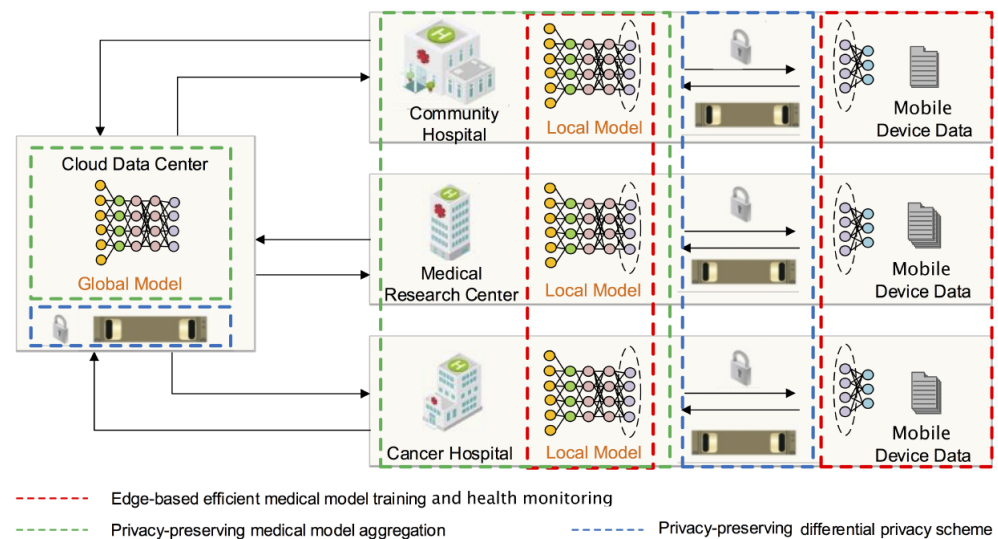 Community
Hospital
Local Model
Mobile
Device Data
Cloud Data Center
Global Model
Medical
Research Center
Local Model
Mobile
Device Data
Cancer Hospital
Local Model
Mobile
Device Data
Edge-based efficient medical model training and health monitoring
Privacy-preserving medical model aggregation
Privacy-preserving differential privacy scheme